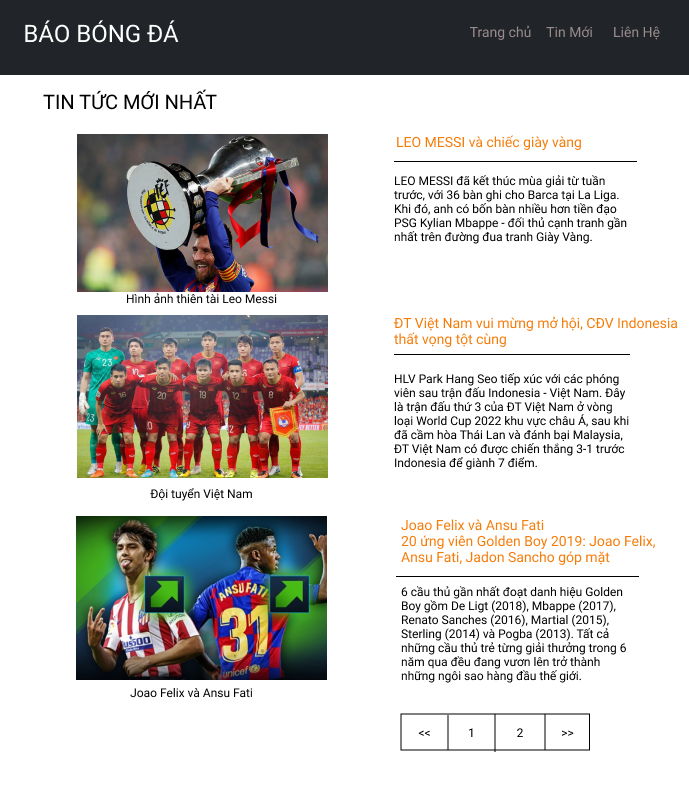 BÁO BÓNG ĐÁ
Trang chủ Tin Mới Liên Hệ
TIN TỨC MỚI NHẤT
LEO MESSI và chiếc giày vàng
LEO MESSI đã kết thúc mùa giải từ tuần
trước, với 36 bàn ghi cho Barca tại La Liga.
Khi đó, anh có bốn bàn nhiều hơn tiền đạo
PSG Kylian Mbappe - đối thủ cạnh tranh gần
nhất trên đường đua tranh Giày Vàng.
Hình ảnh thiên tài Leo Messi
ĐT Việt Nam vui mừng mở hội, CĐV Indonesia
thất vọng tột cùng
HLV Park Hang Seo tiếp xúc với các phóng
viên sau trận đấu Indonesia - Việt Nam. Đây
là trận đấu thứ 3 của ĐT Việt Nam ở vòng
loại World Cup 2022 khu vực châu Á, sau khi
đã cầm hòa Thái Lan và đánh bại Malaysia,
ĐT Việt Nam có được chiến thắng 3-1 trước
Indonesia để giành 7 điểm.
23
16
20
19
12
Đội tuyển Việt Nam
Joao Felix và Ansu Fati
20 ứng viên Golden Boy 2019: Joao Felix,
Ansu Fati, Jadon Sancho góp mặt
6 cầu thủ gần nhất đoạt danh hiệu Golden
Boy gồm De Ligt (2018), Mbappe (2017),
Renato Sanches (2016), Martial (2015),
Sterling (2014) và Pogba (2013). Tất cả
những cầu thủ trẻ từng giải thưởng trong 6
năm qua đều đang vươn lên trở thành
những ngôi sao hàng đầu thế giới.
ANSU FATI
31
Joao Felix và Ansu Fati
<< 1 2 >>